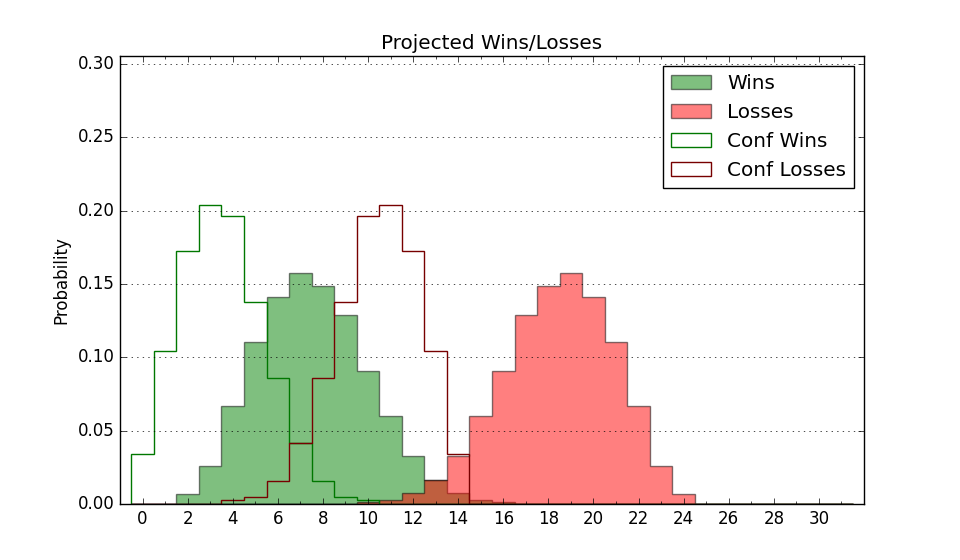 Projected Wins/Losses
0.30
0.25
0.20
0.15
0.10
0.05
0.00
Probability
Wins
Losses
Conf Wins
Conf Losses
0 2 4 6 8 10 12 14 16 18 20 22 24 26 28 30